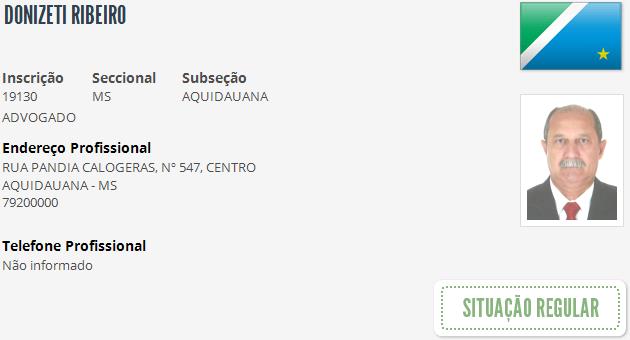 DONIZETI RIBEIRO
Inscrição Seccional Subseção
19130 MS AQUIDAUANA
ADVOGADO
Endereço Profissional
RUA PANDIA CALOGERAS, Nº 547, CENTRO
AQUIDAUANA - MS
79200000
Telefone Profissional
Não informado
SITUAÇÃO REGULAR